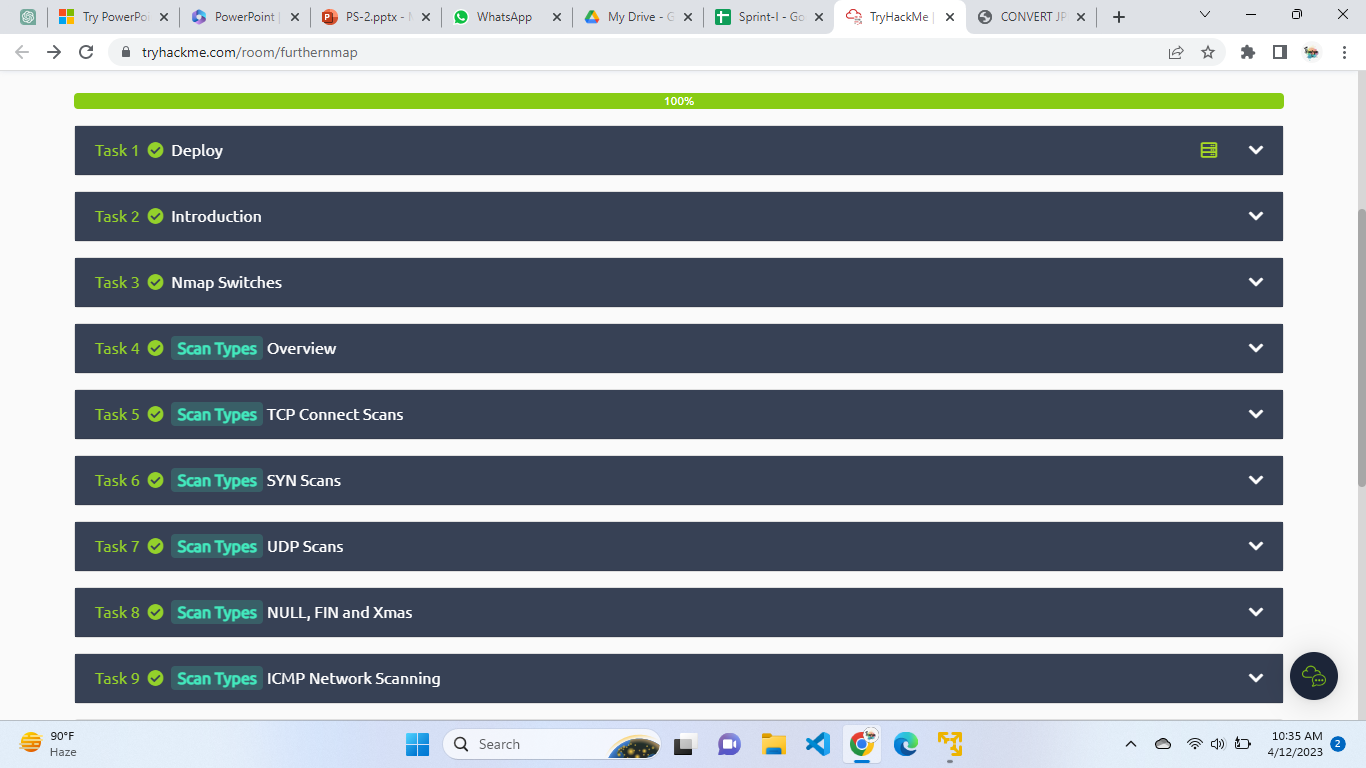 Try PowerPo
PowerPoint
PS-2.pptx - M
WhatsApp
My Drive - G
Sprint-I - Go
TryHackMe |
CONVERT JP
tryhackme.com/room/furthernmap
100%
Task 1 Deploy
Task 2 Introduction
Task 3 Nmap Switches
Task 4 Scan Types Overview
Task 5 Scan Types TCP Connect Scans
Task 6 Scan Types SYN Scans
Task 7 Scan Types UDP Scans
Task 8 Scan Types NULL, FIN and Xmas
Task 9 Scan Types ICMP Network Scanning
90°F
Haze
Search
10:35 AM
4/12/2023
2